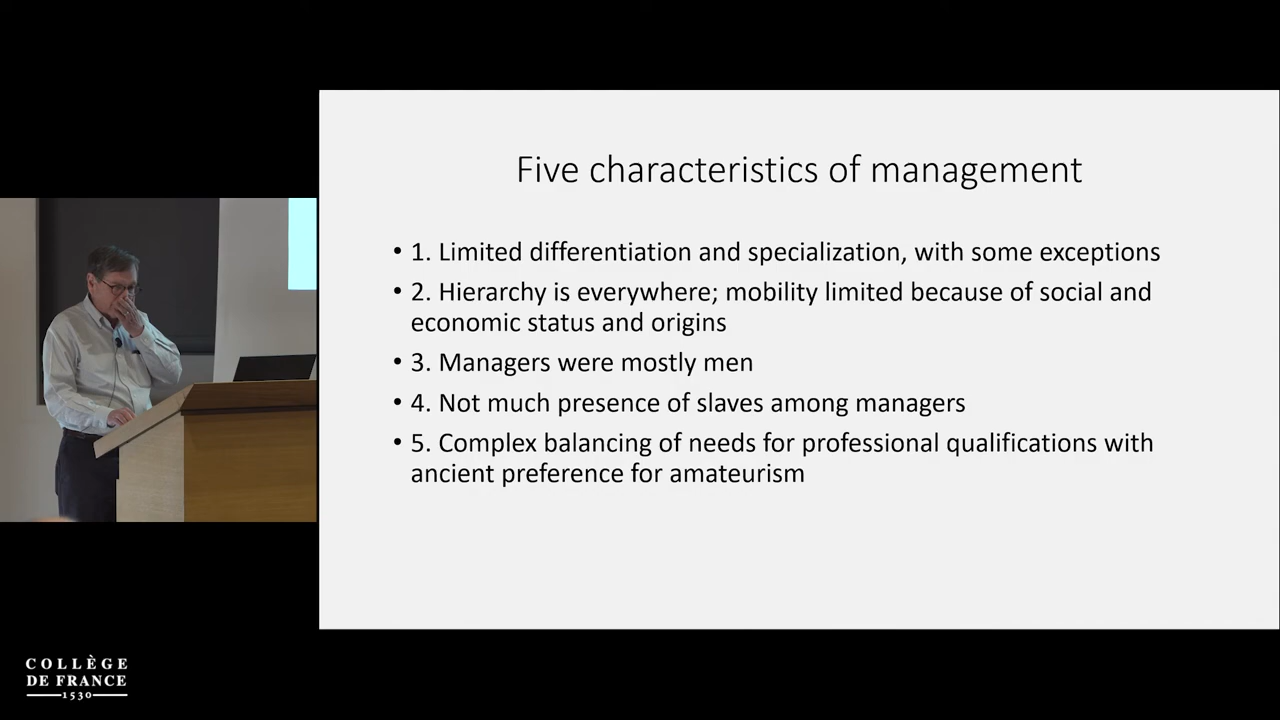 Five characteristics of management
• 1. Limited differentiation and specialization, with some exceptions
• 2. Hierarchy is everywhere; mobility limited because of social and
economic status and origins
• 3. Managers were mostly men
• 4. Not much presence of slaves among managers
• 5. Complex balancing of needs for professional qualifications with
ancient preference for amateurism
COLLÈGE
DE FRANCE
1530